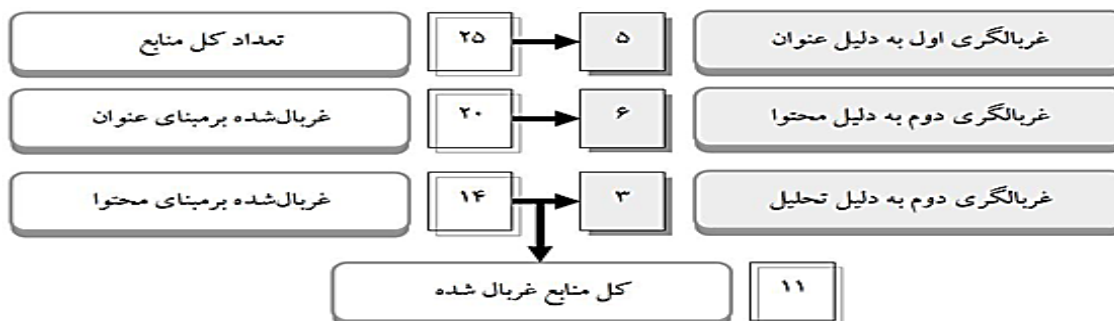 غربالگری اول به دلیل عنوان ۵ ۲۵ تعداد کل منابع
غربالگری دوم به دلیل محتوا ۶ ۲۰ غربال‌شده برمبنای عنوان
غربالگری دوم به دلیل تحلیل ۳ ۱۴ غربال‌شده برمبنای محتوا
۱۱ کل منابع غربال شده